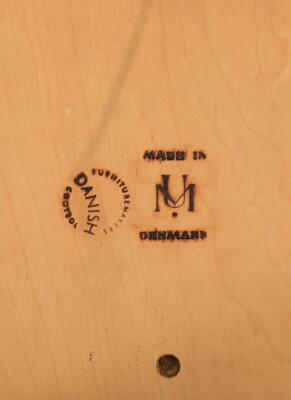 DANISH
FURNITUREMAKERS'
CONTROL
MADE IN
DENMARK